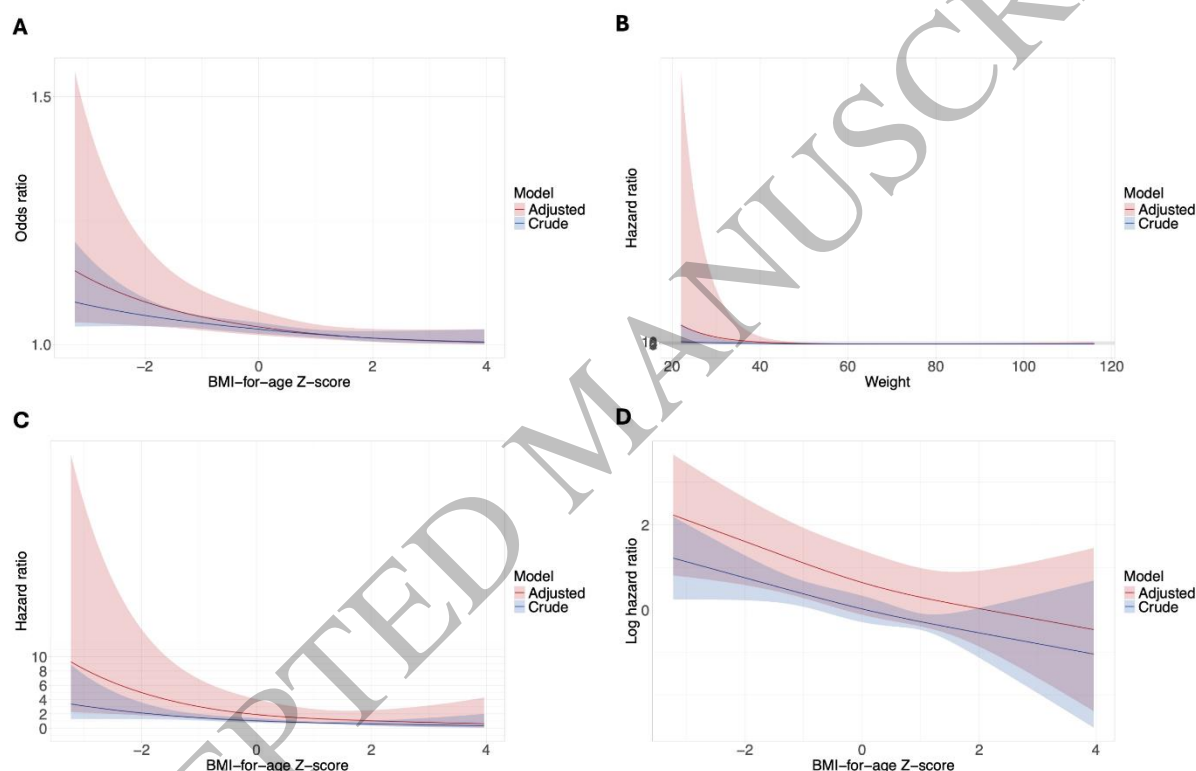 A
1.5
1.0
Odds ratio
−2 0 2 4
BMI−for−age Z−score
Model
Adjusted
Crude
B
Hazard ratio
20 40 60 80 100 120
Weight
Model
Adjusted
Crude
C
10
8
6
4
2
0
Hazard ratio
−2 0 2 4
BMI−for−age Z−score
Model
Adjusted
Crude
D
2
0
Log hazard ratio
−2 0 2 4
BMI−for−age Z−score
Model
Adjusted
Crude
EPTED MANUSCR